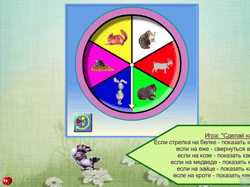 Игра: "Сделай ка
Если стрелка на белке - показать к
если на еже - свернуться в
если на козе - показать как
если на медведе - показать к
если на зайце - показать к
если на кроте - показать как